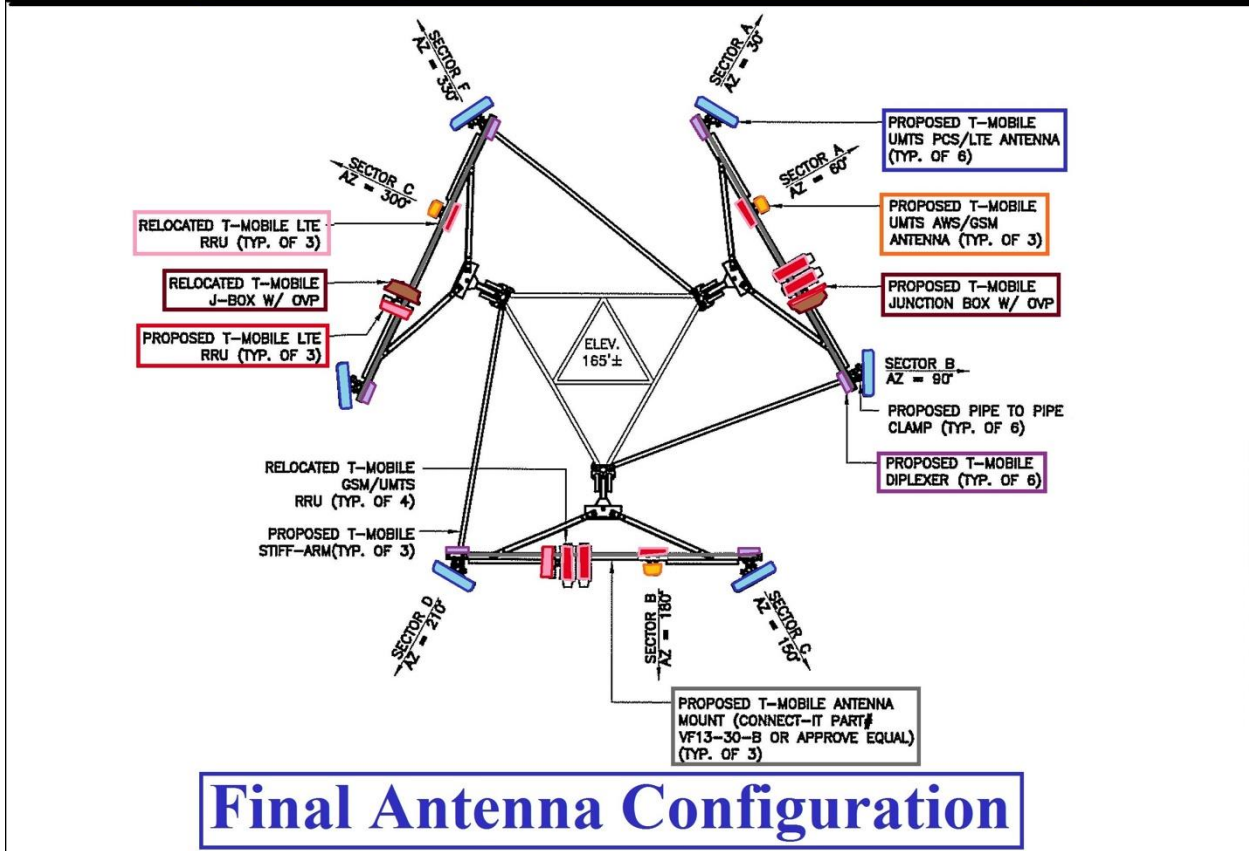 SECTOR F
AZ = 330°
SECTOR A
AZ = 30°
PROPOSED T-MOBILE
UMTS PCS/LTE ANTENNA
(TYP. OF 6)
SECTOR C
AZ = 300°
SECTOR A
AZ = 60°
RELOCATED T-MOBILE LTE
RRU (TYP. OF 3)
PROPOSED T-MOBILE
UMTS AWS/GSM
ANTENNA (TYP. OF 3)
RELOCATED T-MOBILE
J-BOX W/ OVP
PROPOSED T-MOBILE
JUNCTION BOX W/ OVP
PROPOSED T-MOBILE LTE
RRU (TYP. OF 3)
ELEV.
165'±
SECTOR B
AZ = 90°
PROPOSED PIPE TO PIPE
CLAMP (TYP. OF 6)
RELOCATED T-MOBILE
GSM/UMTS
RRU (TYP. OF 4)
PROPOSED T-MOBILE
DIPLEXER (TYP. OF 6)
PROPOSED T-MOBILE
STIFF-ARM(TYP. OF 3)
SECTOR D
AZ = 210°
SECTOR B
AZ = 180°
SECTOR C
AZ = 150°
PROPOSED T-MOBILE ANTENNA
MOUNT (CONNECT-IT PART#
VF13-30-B OR APPROVE EQUAL)
(TYP. OF 3)
Final Antenna Configuration